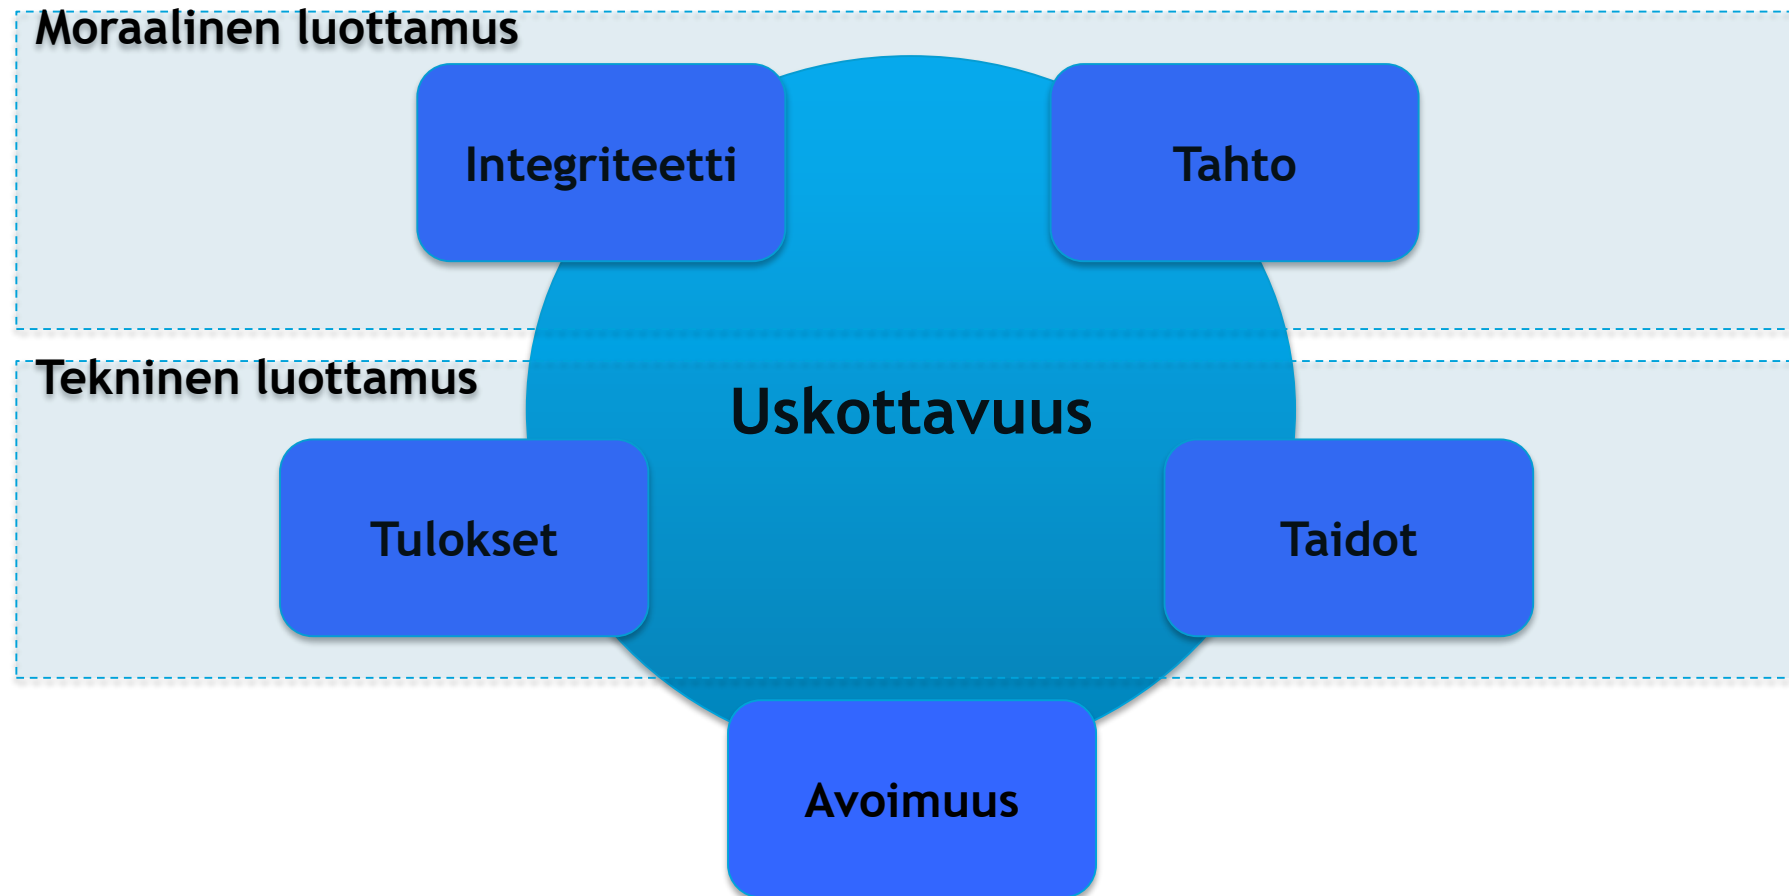 Moraalinen luottamus
Integriteetti
Tahto
Tekninen luottamus
Uskottavuus
Tulokset
Taidot
Avoimuus